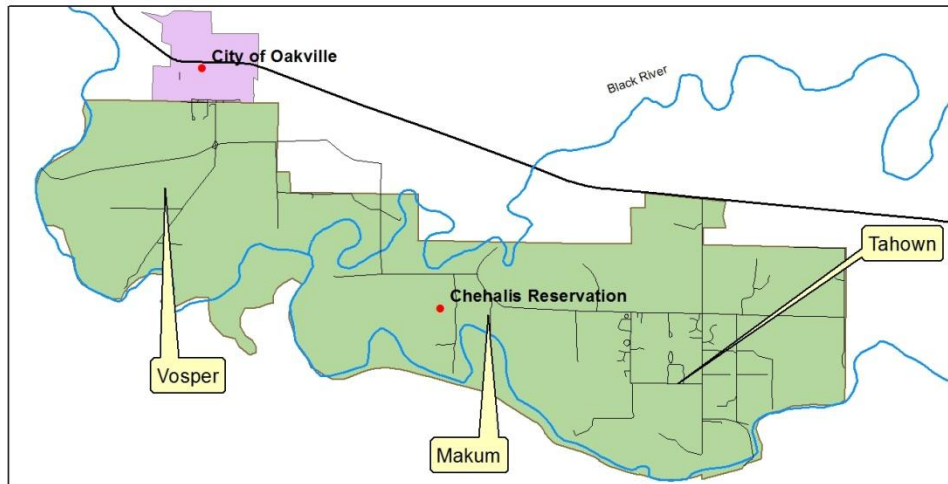 City of Oakville
Black River
Tahown
Chehalis Reservation
Vosper
Makum